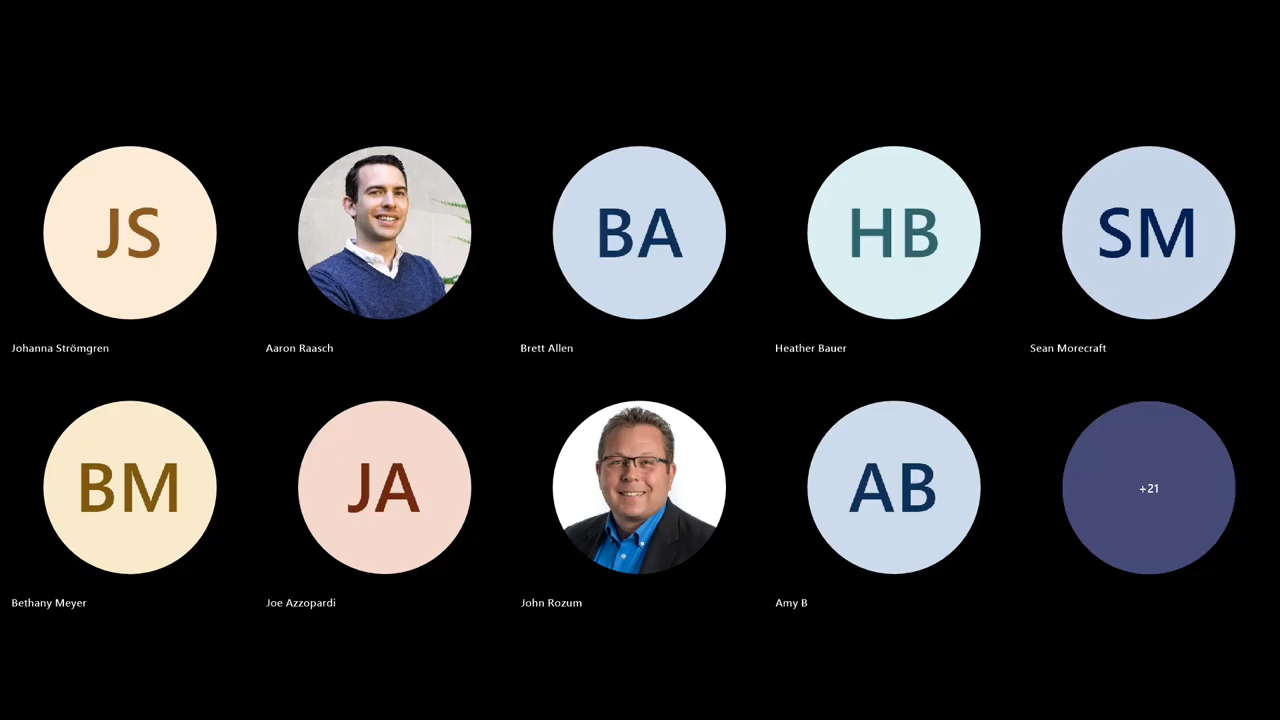 JS
BA
HB
SM
Johanna Strömgren
Aaron Raasch
Brett Allen
Heather Bauer
Sean Morecraft
BM
JA
AB
+21
Bethany Meyer
Joe Azzopardi
John Rozum
Amy B